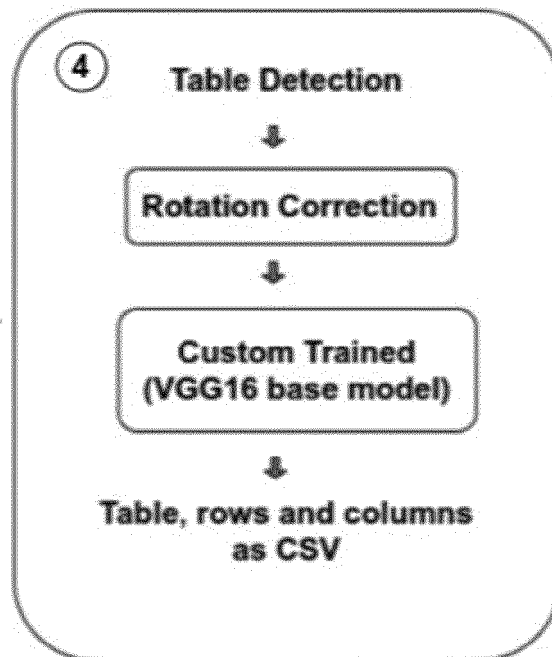 4
Table Detection
Rotation Correction
Custom Trained
(VGG16 base model)
Table, rows and columns
as CSV